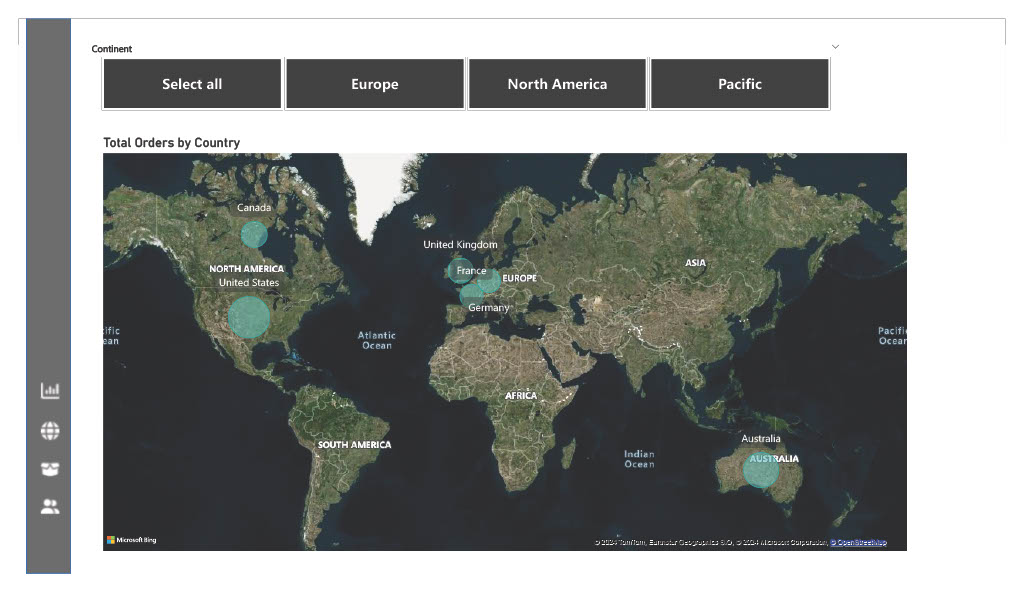 Continent
Select all
Europe
North America
Pacific
Total Orders by Country
Canada
United Kingdom
NORTH AMERICA
France
EUROPE
ASIA
United States
Germany
Atlantic
Ocean
ific
ean
Pacific
Ocean
AFRICA
SOUTH AMERICA
Indian
Ocean
Australia
AUSTRALIA
Microsoft Bing
© 2024 TomTom, Earthstar Geographics SIO, © 2024 Microsoft Corporation, © OpenStreetMap